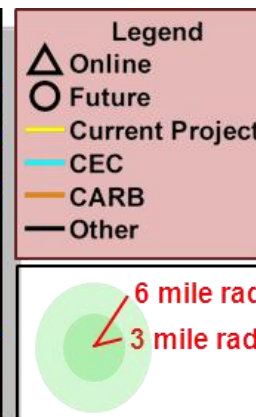 Legend
Online
Future
Current Project
CEC
CARB
Other
6 mile rad
3 mile rad